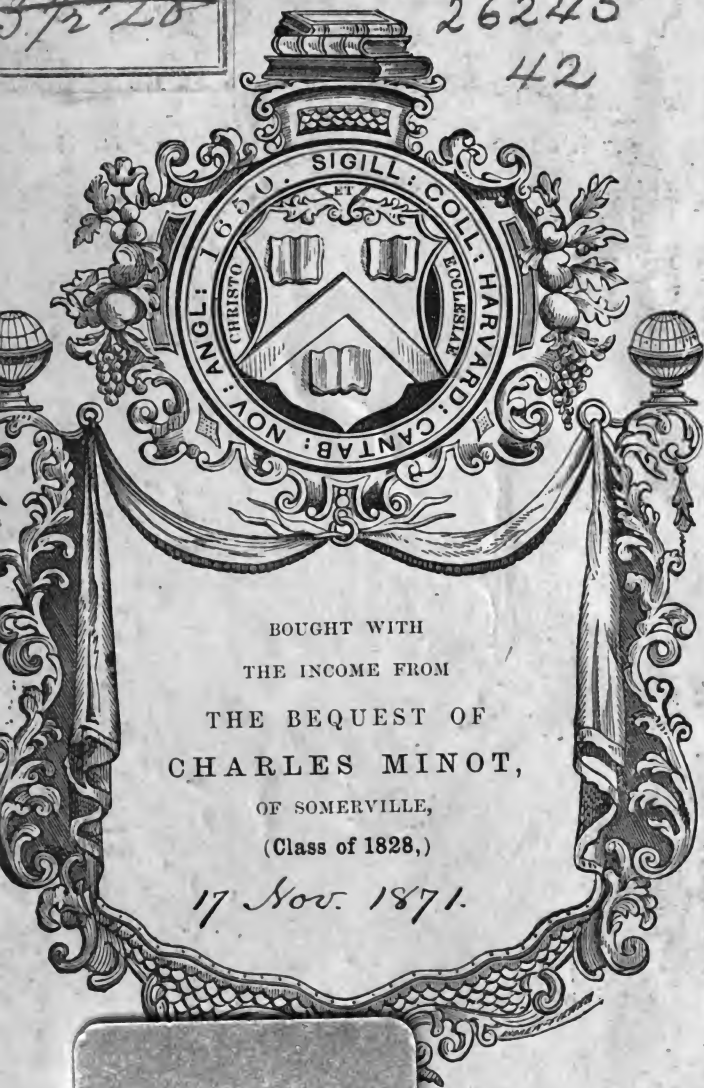 26243
42
SIGILL: COLL: HARVARD: CANTAB: NOV: ANGL: 1650.
ET
CHRISTO
ECCLESIAE
BOUGHT WITH
THE INCOME FROM
THE BEQUEST OF
CHARLES MINOT,
OF SOMERVILLE,
(Class of 1828,)
17 Nov. 1871.